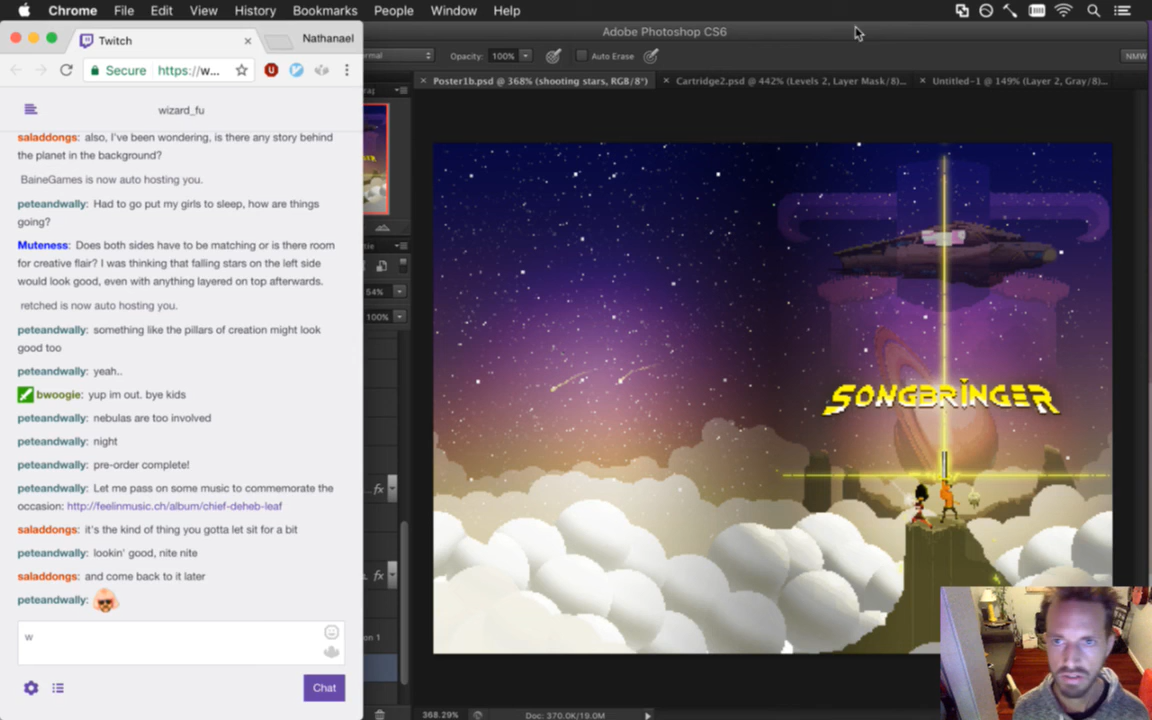 Chrome File Edit View History Bookmarks People Window Help
Twitch
Nathanael
Adobe Photoshop CS6
Opacity: 100% Auto Erase
Secure https://w...
Poster1b.psd @ 368% (shooting stars, RGB/8*) Cartridge2.psd @ 442% (Levels 2, Layer Mask/8)... Untitled-1 @ 149% (Layer 2, Gray/8)...
wizard_fu
saladdongs: also, I've been wondering, is there any story behind
the planet in the background?
BaineGames is now auto hosting you.
peteandwally: Had to go put my girls to sleep, how are things
going?
Muteness: Does both sides have to be matching or is there room
for creative flair? I was thinking that falling stars on the left side
would look good, even with anything layered on top afterwards.
retched is now auto hosting you.
peteandwally: something like the pillars of creation might look
good too
peteandwally: yeah..
bwoogie: yup im out. bye kids
peteandwally: nebulas are too involved
peteandwally: night
peteandwally: pre-order complete!
peteandwally: Let me pass on some music to commemorate the
occasion: http://feelinmusic.ch/album/chief-deheb-leaf
saladdongs: it's the kind of thing you gotta let sit for a bit
peteandwally: lookin' good, nite nite
saladdongs: and come back to it later
peteandwally:
w
Chat
54%
100%
fx
fx
SONGBRINGER
368.29% Doc: 370.0K/19.0M